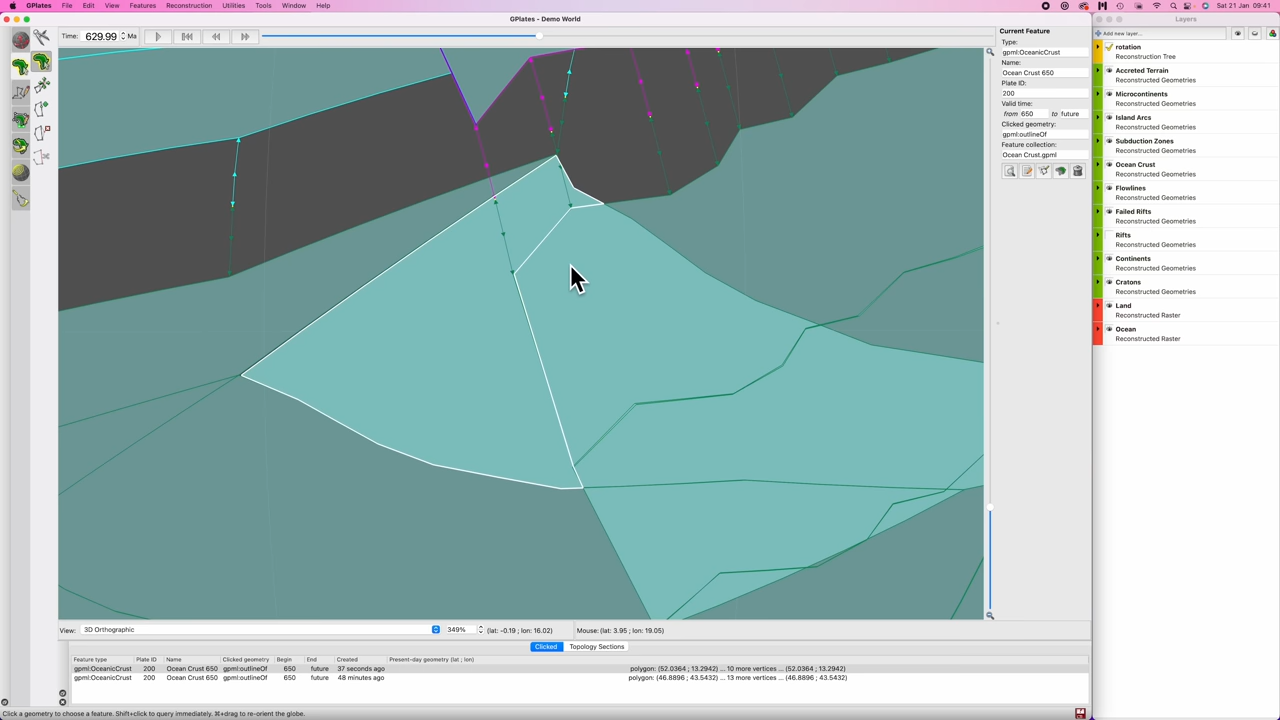 GPlates File Edit View Features Reconstruction Utilities Tools Window Help
Sat 21 Jan 09:41
GPlates - Demo World
Layers
Time: 629.99 Ma
Add new layer...
Current Feature
Type:
gpml:OceanicCrust
Name:
Ocean Crust 650
Plate ID:
200
Valid time:
from 650 to future
Clicked geometry:
gpml:outlineOf
Feature collection:
Ocean Crust.gpml
rotation
Reconstruction Tree
Accreted Terrain
Reconstructed Geometries
Microcontinents
Reconstructed Geometries
Island Arcs
Reconstructed Geometries
Subduction Zones
Reconstructed Geometries
Ocean Crust
Reconstructed Geometries
Flowlines
Reconstructed Geometries
Failed Rifts
Reconstructed Geometries
Rifts
Reconstructed Geometries
Continents
Reconstructed Geometries
Cratons
Reconstructed Geometries
Land
Reconstructed Raster
Ocean
Reconstructed Raster
View: 3D Orthographic 349% (lat: -0.19 ; lon: 16.02) Mouse: (lat: 3.95 ; lon: 19.05)
Clicked Topology Sections
Feature type Plate ID Name Clicked geometry Begin End Created Present-day geometry (lat ; lon)
gpml:OceanicCrust 200 Ocean Crust 650 gpml:outlineOf 650 future 37 seconds ago polygon: (52.0364 ; 13.2942) ... 10 more vertices ... (52.0364 ; 13.2942)
gpml:OceanicCrust 200 Ocean Crust 650 gpml:outlineOf 650 future 48 minutes ago polygon: (46.8896 ; 43.5432) ... 13 more vertices ... (46.8896 ; 43.5432)
Click a geometry to choose a feature. Shift+click to query immediately. ⌘+drag to re-orient the globe.